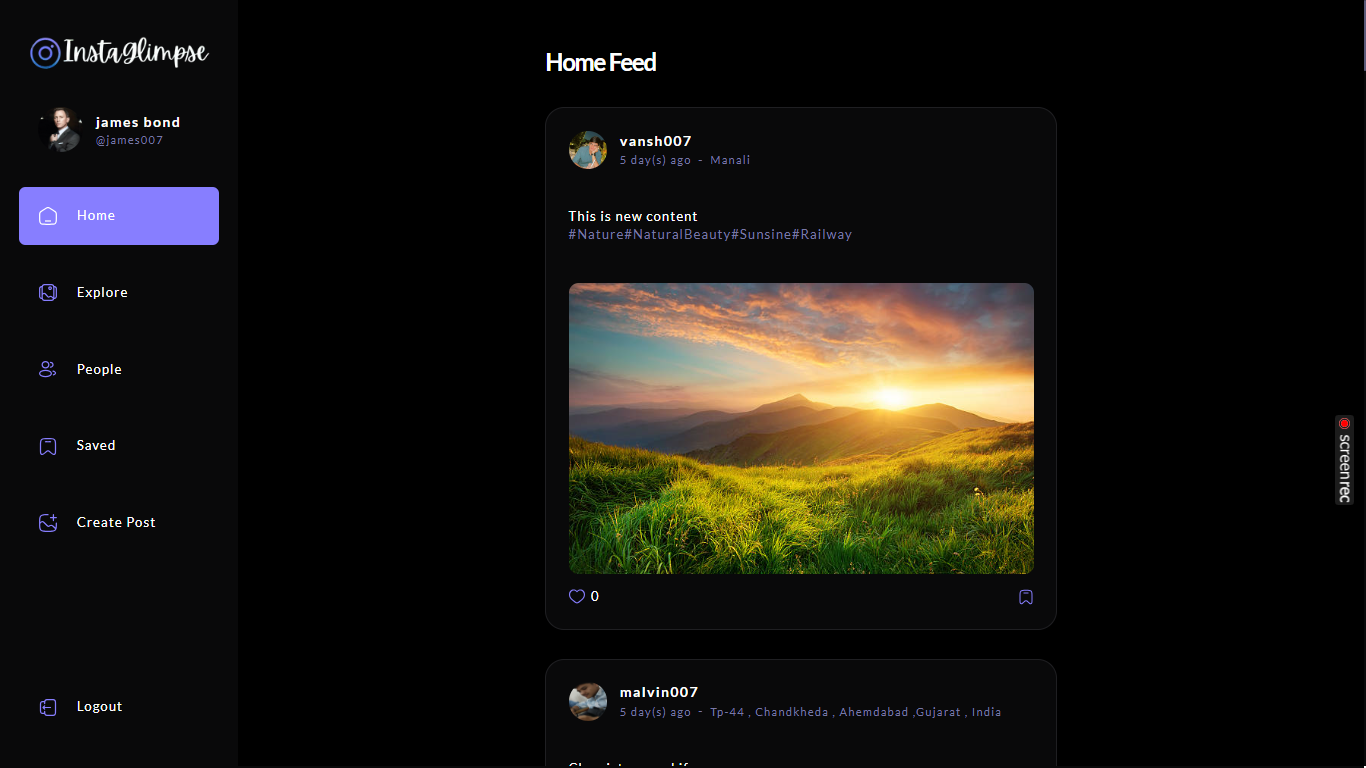 InstaGlimpse
james bond
@james007
Home
Explore
People
Saved
Create Post
Logout
Home Feed
vansh007
5 day(s) ago - Manali
This is new content
#Nature#NaturalBeauty#Sunsine#Railway
0
malvin007
5 day(s) ago - Tp-44 , Chandkheda , Ahemdabad ,Gujarat , India
screenrec